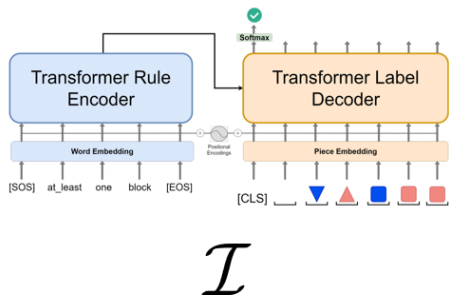 Softmax
Transformer Rule
Encoder
Transformer Label
Decoder
Positional
Encodings
Word Embedding
Piece Embedding
[SOS] at_least one block [EOS]
[CLS]
ℐ